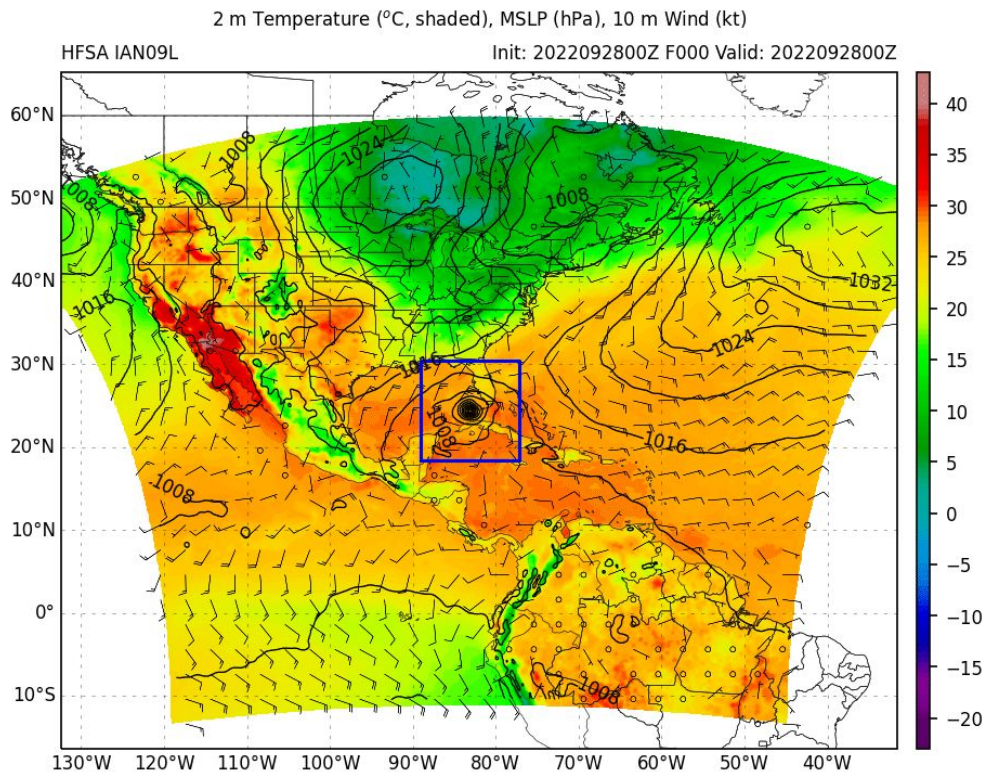 2 m Temperature (°C, shaded), MSLP (hPa), 10 m Wind (kt)
HFSA IAN09L Init: 2022092800Z F000 Valid: 2022092800Z
60°N
50°N
40°N
30°N
20°N
10°N
0°
10°S
130°W 120°W 110°W 100°W 90°W 80°W 70°W 60°W 50°W 40°W
1008
1024
1008
1008
1016
1032
1024
1016
1008
1016
1008
1008
40
35
30
25
20
15
10
5
0
−5
−10
−15
−20